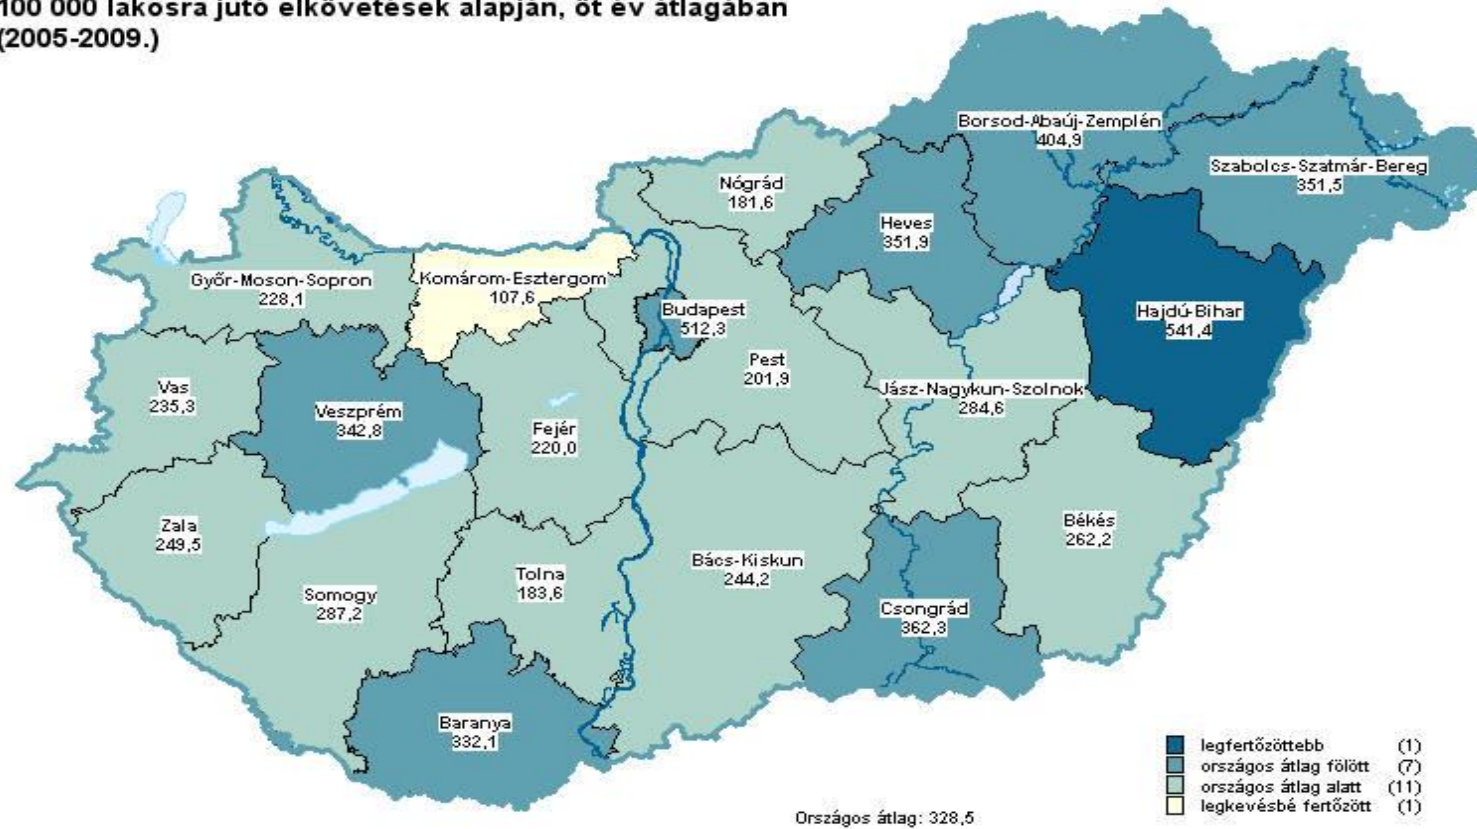 100 000 lakosra jutó elkövetések alapján, öt év átlagában
(2005-2009.)
Borsod-Abaúj-Zemplén
404,9
Szabolcs-Szatmár-Bereg
351,5
Nógrád
181,6
Heves
351,9
Győr-Moson-Sopron
228,1
Komárom-Esztergom
107,6
Budapest
512,3
Hajdú-Bihar
541,4
Pest
201,9
Vas
235,3
Veszprém
342,8
Jász-Nagykun-Szolnok
284,6
Fejér
220,0
Zala
249,5
Békés
262,2
Bács-Kiskun
244,2
Tolna
183,6
Somogy
287,2
Csongrád
362,3
Baranya
332,1
legfertőzöttebb (1)
országos átlag fölött (7)
országos átlag alatt (11)
legkevésbé fertőzött (1)
Országos átlag: 328,5